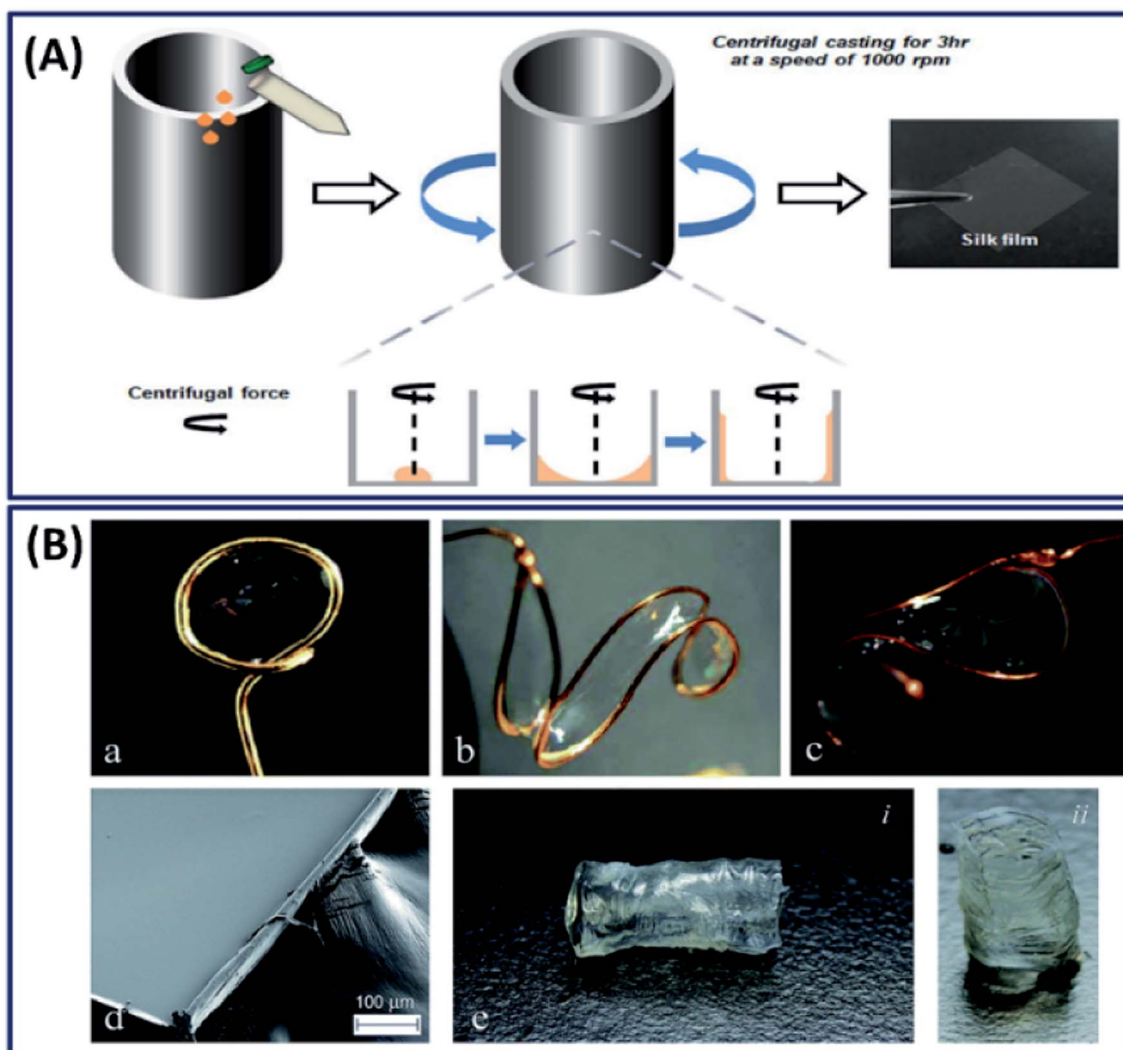 (A)
Centrifugal casting for 3hr
at a speed of 1000 rpm
Silk film
Centrifugal force
(B)
a
b
c
d
100 μm
e
i
ii